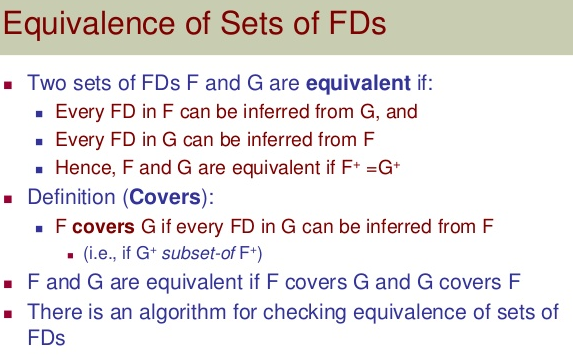 Equivalence of Sets of FDs
Two sets of FDs F and G are equivalent if:
Every FD in F can be inferred from G, and
Every FD in G can be inferred from F
Hence, F and G are equivalent if F⁺ =G⁺
Definition (Covers):
F covers G if every FD in G can be inferred from F
(i.e., if G⁺ subset-of F⁺)
F and G are equivalent if F covers G and G covers F
There is an algorithm for checking equivalence of sets of
FDs